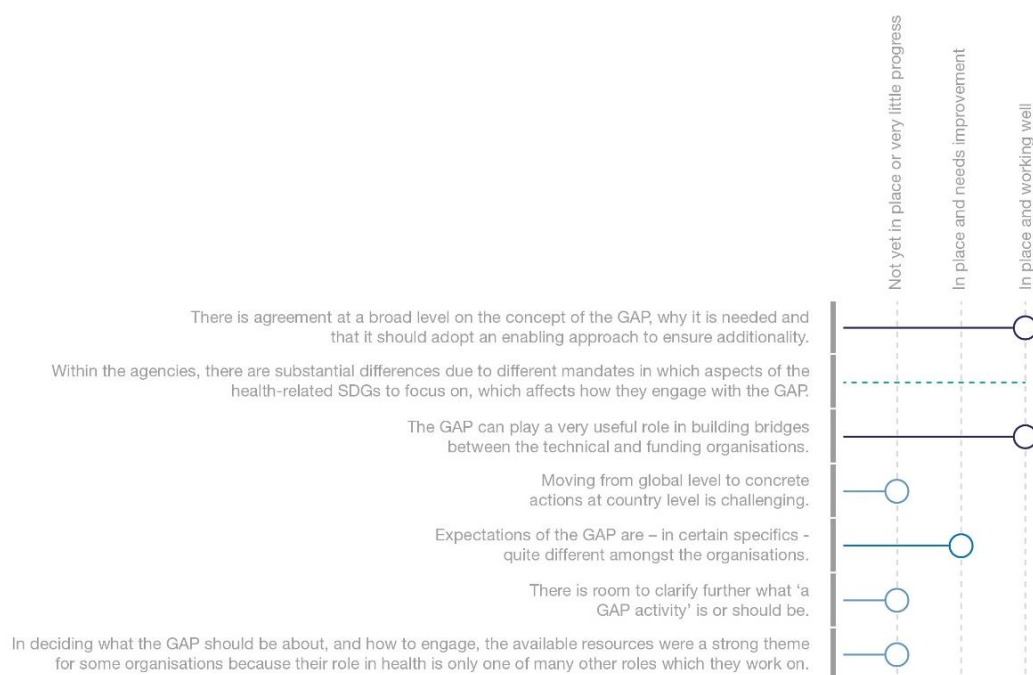 Not yet in place or very little progress
In place and needs improvement
In place and working well
There is agreement at a broad level on the concept of the GAP, why it is needed and
that it should adopt an enabling approach to ensure additionality.
Within the agencies, there are substantial differences due to different mandates in which aspects of the
health-related SDGs to focus on, which affects how they engage with the GAP.
The GAP can play a very useful role in building bridges
between the technical and funding organisations.
Moving from global level to concrete
actions at country level is challenging.
Expectations of the GAP are – in certain specifics -
quite different amongst the organisations.
There is room to clarify further what ‘a
GAP activity’ is or should be.
In deciding what the GAP should be about, and how to engage, the available resources were a strong theme
for some organisations because their role in health is only one of many other roles which they work on.